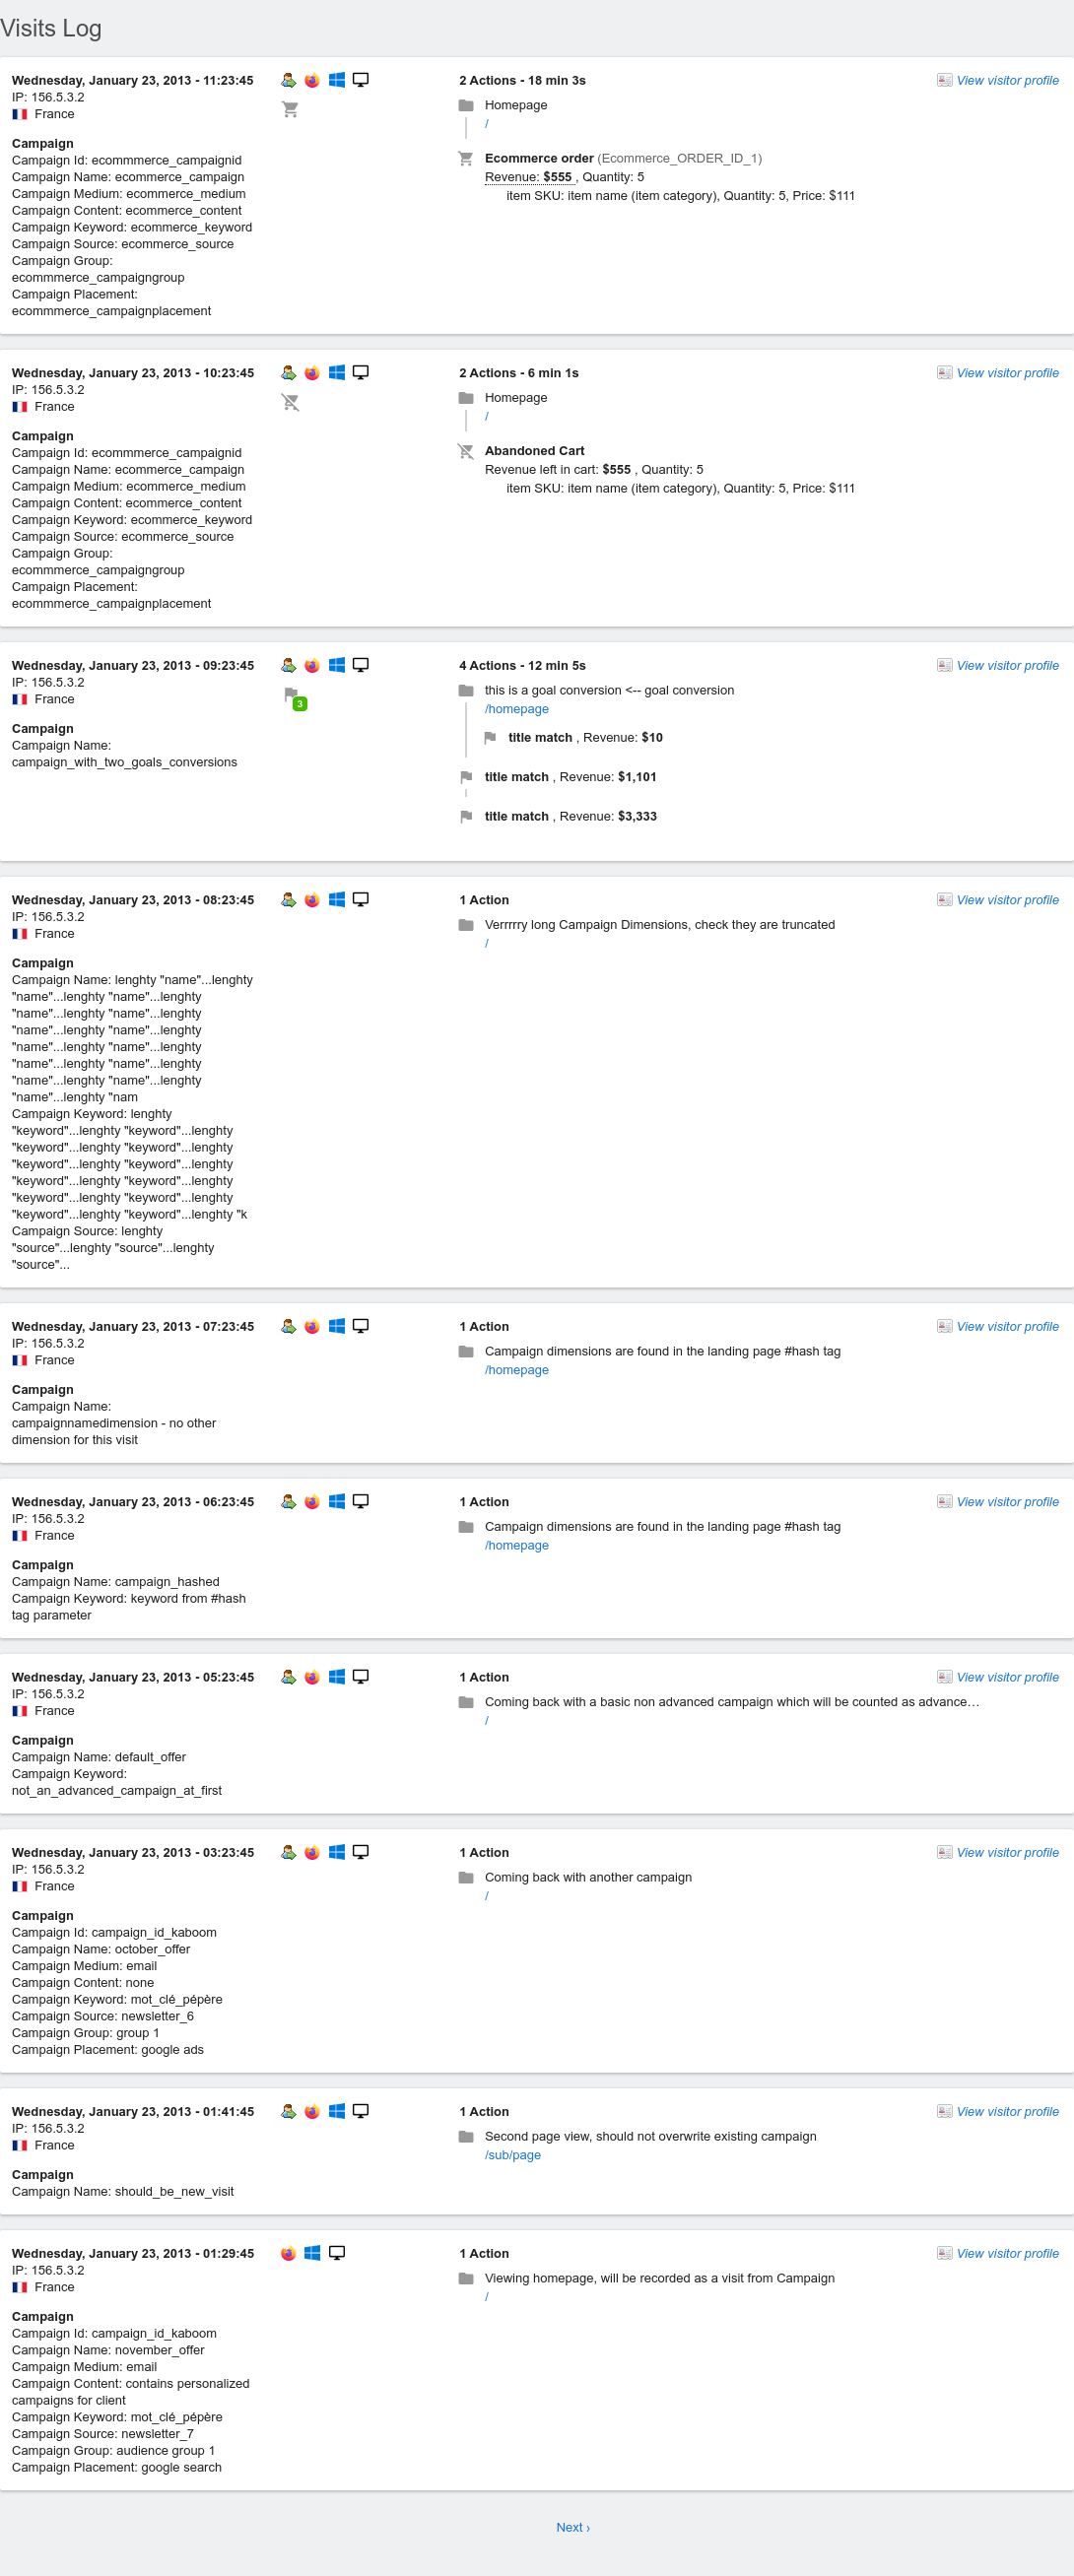 Visits Log
Wednesday, January 23, 2013 - 11:23:45
IP: 156.5.3.2
France
Campaign
Campaign Id: ecommmerce_campaignid
Campaign Name: ecommerce_campaign
Campaign Medium: ecommerce_medium
Campaign Content: ecommerce_content
Campaign Keyword: ecommerce_keyword
Campaign Source: ecommerce_source
Campaign Group:
ecommmerce_campaigngroup
Campaign Placement:
ecommmerce_campaignplacement
2 Actions - 18 min 3s
Homepage
/
Ecommerce order (Ecommerce_ORDER_ID_1)
Revenue: $555 , Quantity: 5
item SKU: item name (item category), Quantity: 5, Price: $111
View visitor profile
Wednesday, January 23, 2013 - 10:23:45
IP: 156.5.3.2
France
Campaign
Campaign Id: ecommmerce_campaignid
Campaign Name: ecommerce_campaign
Campaign Medium: ecommerce_medium
Campaign Content: ecommerce_content
Campaign Keyword: ecommerce_keyword
Campaign Source: ecommerce_source
Campaign Group:
ecommmerce_campaigngroup
Campaign Placement:
ecommmerce_campaignplacement
2 Actions - 6 min 1s
Homepage
/
Abandoned Cart
Revenue left in cart: $555 , Quantity: 5
item SKU: item name (item category), Quantity: 5, Price: $111
View visitor profile
Wednesday, January 23, 2013 - 09:23:45
IP: 156.5.3.2
France
Campaign
Campaign Name:
campaign_with_two_goals_conversions
3
4 Actions - 12 min 5s
this is a goal conversion <-- goal conversion
/homepage
title match , Revenue: $10
title match , Revenue: $1,101
title match , Revenue: $3,333
View visitor profile
Wednesday, January 23, 2013 - 08:23:45
IP: 156.5.3.2
France
Campaign
Campaign Name: lenghty "name"...lenghty
"name"...lenghty "name"...lenghty
"name"...lenghty "name"...lenghty
"name"...lenghty "name"...lenghty
"name"...lenghty "name"...lenghty
"name"...lenghty "name"...lenghty
"name"...lenghty "name"...lenghty
"name"...lenghty "nam
Campaign Keyword: lenghty
"keyword"...lenghty "keyword"...lenghty
"keyword"...lenghty "keyword"...lenghty
"keyword"...lenghty "keyword"...lenghty
"keyword"...lenghty "keyword"...lenghty
"keyword"...lenghty "keyword"...lenghty
"keyword"...lenghty "keyword"...lenghty "k
Campaign Source: lenghty
"source"...lenghty "source"...lenghty
"source"...
1 Action
Verrrrry long Campaign Dimensions, check they are truncated
/
View visitor profile
Wednesday, January 23, 2013 - 07:23:45
IP: 156.5.3.2
France
Campaign
Campaign Name:
campaignnamedimension - no other
dimension for this visit
1 Action
Campaign dimensions are found in the landing page #hash tag
/homepage
View visitor profile
Wednesday, January 23, 2013 - 06:23:45
IP: 156.5.3.2
France
Campaign
Campaign Name: campaign_hashed
Campaign Keyword: keyword from #hash
tag parameter
1 Action
Campaign dimensions are found in the landing page #hash tag
/homepage
View visitor profile
Wednesday, January 23, 2013 - 05:23:45
IP: 156.5.3.2
France
Campaign
Campaign Name: default_offer
Campaign Keyword:
not_an_advanced_campaign_at_first
1 Action
Coming back with a basic non advanced campaign which will be counted as advance…
/
View visitor profile
Wednesday, January 23, 2013 - 03:23:45
IP: 156.5.3.2
France
Campaign
Campaign Id: campaign_id_kaboom
Campaign Name: october_offer
Campaign Medium: email
Campaign Content: none
Campaign Keyword: mot_clé_pépère
Campaign Source: newsletter_6
Campaign Group: group 1
Campaign Placement: google ads
1 Action
Coming back with another campaign
/
View visitor profile
Wednesday, January 23, 2013 - 01:41:45
IP: 156.5.3.2
France
Campaign
Campaign Name: should_be_new_visit
1 Action
Second page view, should not overwrite existing campaign
/sub/page
View visitor profile
Wednesday, January 23, 2013 - 01:29:45
IP: 156.5.3.2
France
Campaign
Campaign Id: campaign_id_kaboom
Campaign Name: november_offer
Campaign Medium: email
Campaign Content: contains personalized
campaigns for client
Campaign Keyword: mot_clé_pépère
Campaign Source: newsletter_7
Campaign Group: audience group 1
Campaign Placement: google search
1 Action
Viewing homepage, will be recorded as a visit from Campaign
/
View visitor profile
Next ›